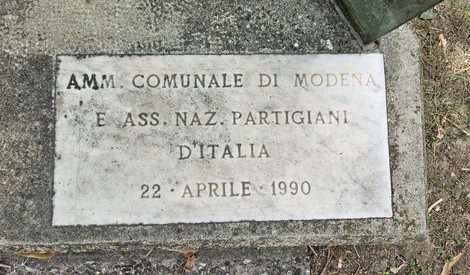 AMM. COMUNALE DI MODENA
E ASS. NAZ. PARTIGIANI
D'ITALIA
22 · APRILE · 1990